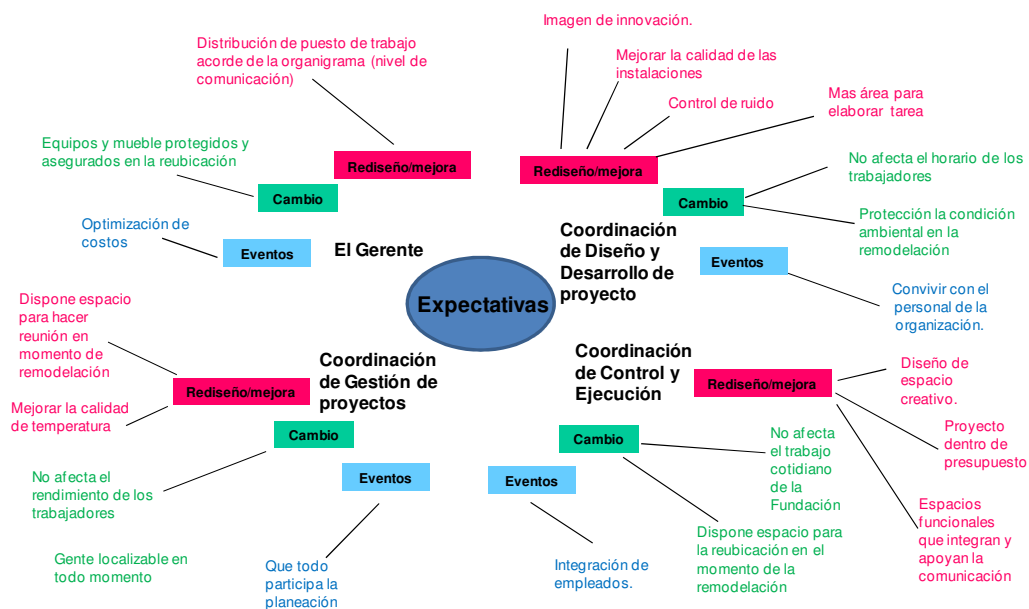 Imagen de innovación.
Distribución de puesto de trabajo
acorde de la organigrama (nivel de
comunicación)
Mejorar la calidad de las
instalaciones
Control de ruido
Mas área para
elaborar tarea
Equipos y mueble protegidos y
asegurados en la reubicación
Rediseño/mejora
Rediseño/mejora
No afecta el horario de los
trabajadores
Cambio
Cambio
Optimización de
costos
Eventos
El Gerente
Coordinación
de Diseño y
Desarrollo de
proyecto
Protección la condición
ambiental en la
remodelación
Eventos
Expectativas
Convivir con el
personal de la
organización.
Dispone espacio
para hacer
reunión en
momento de
remodelación
Coordinación
de Gestión de
proyectos
Rediseño/mejora
Mejorar la calidad
de temperatura
Cambio
Eventos
No afecta el
rendimiento de los
trabajadores
Gente localizable en
todo momento
Que todo
participa la
planeación
Coordinación
de Control y
Ejecución
Rediseño/mejora
Diseño de
espacio
creativo.
Proyecto
dentro de
presupuesto
Espacios
funcionales
que integran y
apoyan la
comunicación
Cambio
No afecta
el trabajo
cotidiano
de la
Fundación
Dispone espacio para
la reubicación en el
momento de la
remodelación
Eventos
Integración de
empleados.